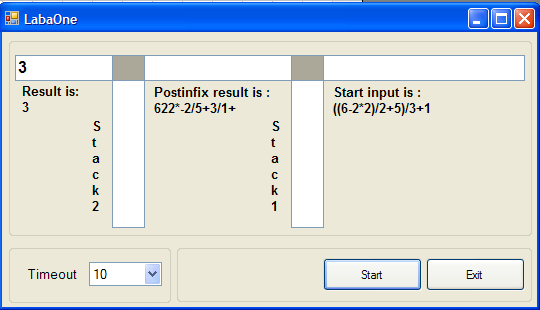 LabaOne
3
Result is:
3
Postinfix result is :
622*-2/5+3/1+
Start input is :
((6-2*2)/2+5)/3+1
S
t
a
c
k
2
S
t
a
c
k
1
Timeout
10
Start
Exit